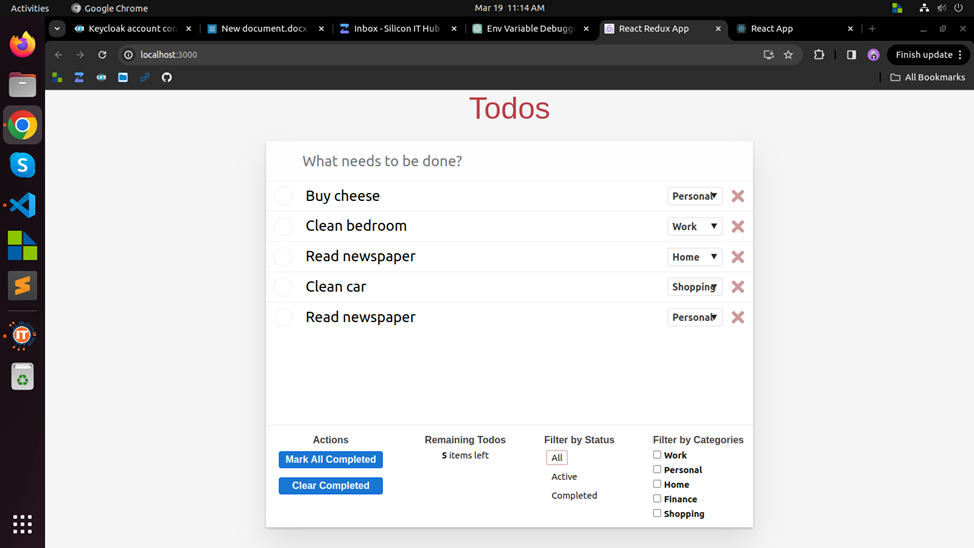 Activities Google Chrome Mar 19 11:14 AM
Keycloak account con New document.docx Inbox - Silicon IT Hub Env Variable Debugg React Redux App React App
localhost:3000 Finish update
All Bookmarks
Todos
What needs to be done?
Buy cheese Personal
Clean bedroom Work
Read newspaper Home
Clean car Shopping
Read newspaper Personal
Actions Remaining Todos Filter by Status Filter by Categories
Mark All Completed 5 items left All Work
Personal
Active Home
Clear Completed Completed Finance
Shopping